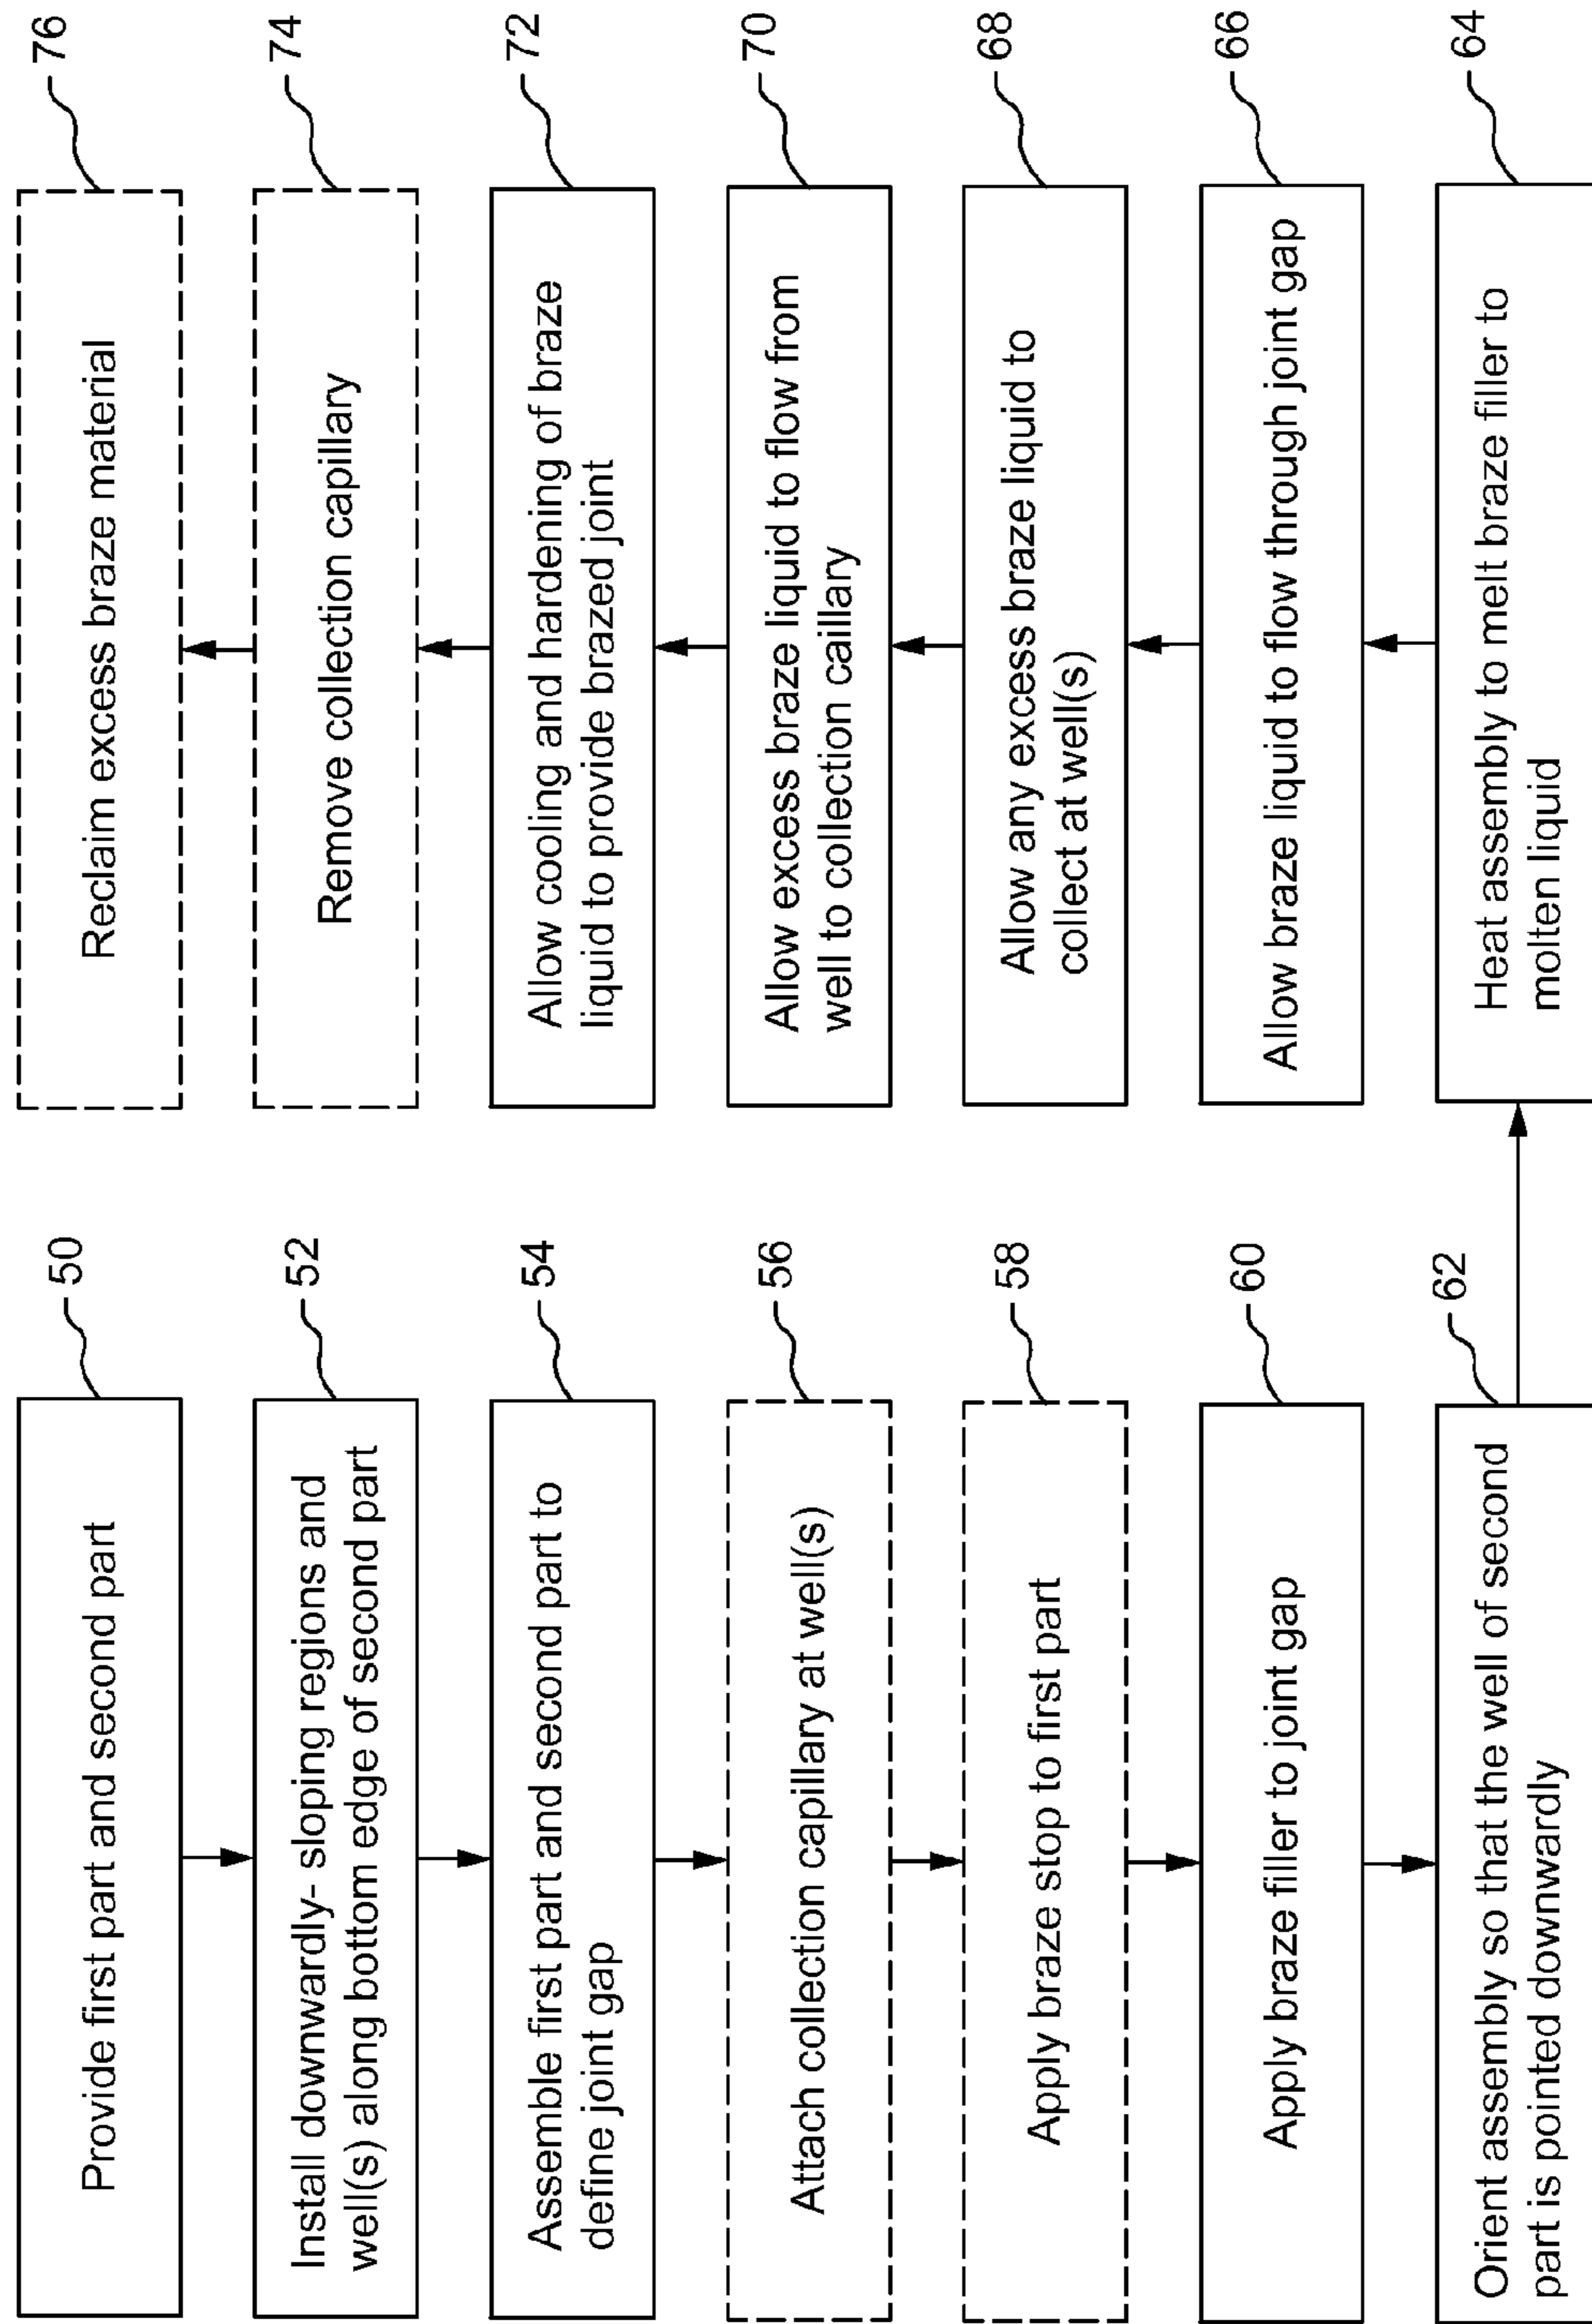 50
Provide first part and second part
52
Install downwardly- sloping regions and
well(s) along bottom edge of second part
54
Assemble first part and second part to
define joint gap
56
Attach collection capillary at well(s)
58
Apply braze stop to first part
60
Apply braze filler to joint gap
62
Orient assembly so that the well of second
part is pointed downwardly
64
Heat assembly to melt braze filler to
molten liquid
66
Allow braze liquid to flow through joint gap
68
Allow any excess braze liquid to
collect at well(s)
70
Allow excess braze liquid to flow from
well to collection caillary
72
Allow cooling and hardening of braze
liquid to provide brazed joint
74
Remove collection capillary
76
Reclaim excess braze material